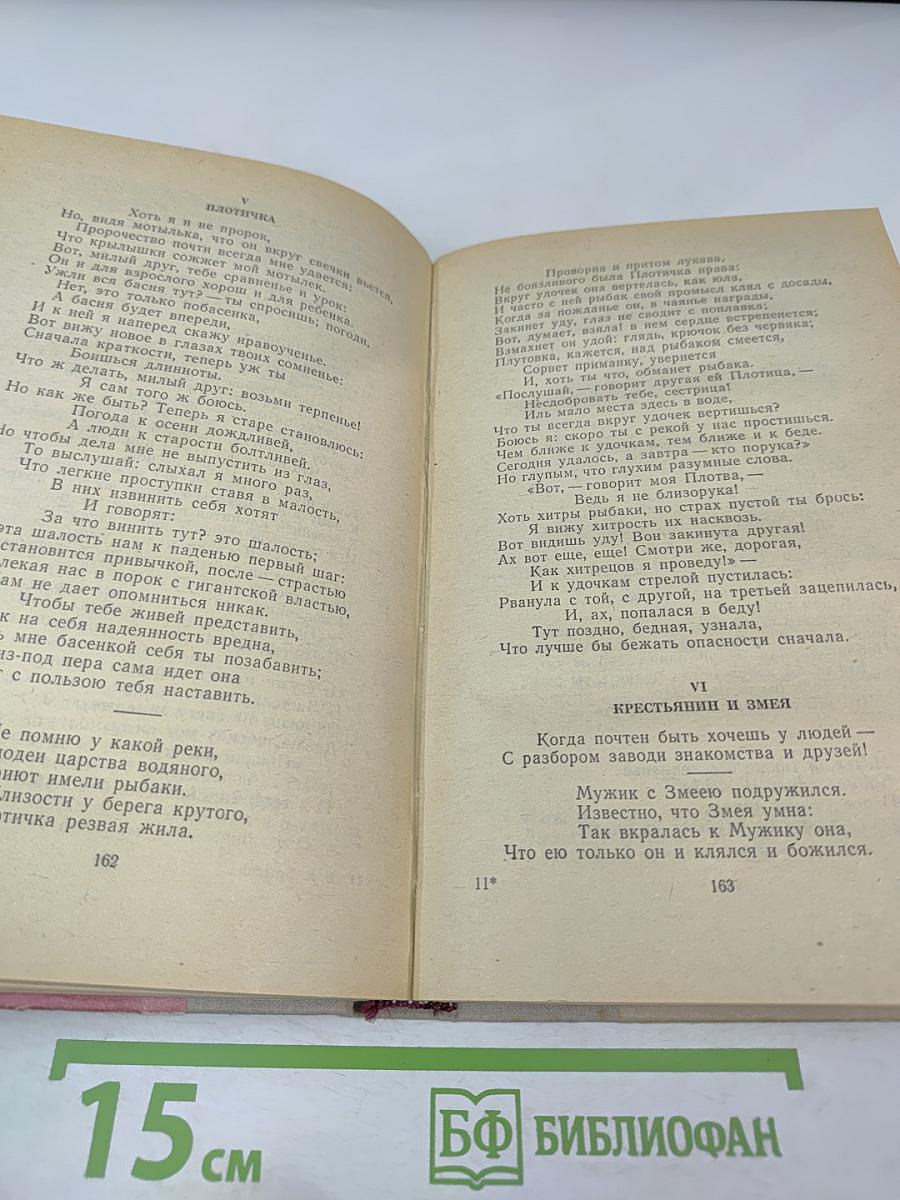 V
ПЛОТИЧКА
Хоть я и не пророк,
Но, видя мотылька, что он вкруг свечки вьется,
Пророчество почти всегда мне удается:
Что крылышки сожжет мой мотылек.
Вот, милый друг, тебе сравненье и урок:
Он и для взрослого хорош и для ребенка.
Ужли вся басня тут? — ты спросишь; погоди,
Нет, это только побасенка,
А басня будет впереди,
И к ней я наперед скажу нравоученье.
Вот вижу новое в глазах твоих сомненье:
Сначала краткости, теперь уж ты
Боишься длинноты.
Что ж делать, милый друг: возьми терпенье!
Я сам того ж боюсь.
Но как же быть? Теперь я старе становлюсь:
Погода к осени дождливей,
А люди к старости болтливей.
Но чтобы дела мне не выпустить из глаз,
То выслушай: слыхал я много раз,
Что легкие проступки ставя в малость,
В них извинить себя хотят
И говорят:
За что винить тут? это шалость;
эта шалость нам к паденью первый шаг:
становится привычкой, после — страстью
лекая нас в порок с гигантской властью,
ам не дает опомниться никак.
Чтобы тебе живей представить,
к на себя надеянность вредна,
ь мне басенкой себя ты позабавить;
из-под пера сама идет она
т с пользою тебя наставить.
Не помню у какой реки,
лодеи царства водяного,
риют имели рыбаки.
лизости у берега крутого,
отичка резвая жила.
162
Проворна и притом лукава,
Не боязливого была Плотичка нрава:
Вкруг удочек она вертелась, как юла,
И часто с ней рыбак свой промысл клял с досады,
Когда за пожданье он, в чаянье награды,
Закинет уду, глаз не сводит с поплавка;
Вот, думает, взяла! в нем сердце встрепенется;
Взмахнет он удой: глядь, крючок без червяка;
Плутовка, кажется, над рыбаком смеется,
Сорвет приманку, увернется
И, хоть ты что, обманет рыбака.
«Послушай, — говорит другая ей Плотица, —
Несдобровать тебе, сестрица!
Иль мало места здесь в воде,
Что ты всегда вкруг удочек вертишься?
Боюсь я: скоро ты с рекой у нас простишься.
Чем ближе к удочкам, тем ближе и к беде.
Сегодня удалось, а завтра — кто порука?»
Но глупым, что глухим разумные слова.
«Вот, — говорит моя Плотва, —
Ведь я не близорука!
Хоть хитры рыбаки, но страх пустой ты брось:
Я вижу хитрость их насквозь.
Вот видишь уду! Вон закинута другая!
Ах вот еще, еще! Смотри же, дорогая,
Как хитрецов я проведу!» —
И к удочкам стрелой пустилась:
Рванула с той, с другой, на третьей зацепилась,
И, ах, попалася в беду!
Тут поздно, бедная, узнала,
Что лучше бы бежать опасности сначала.
VI
КРЕСТЬЯНИН И ЗМЕЯ
Когда почтен быть хочешь у людей —
С разбором заводи знакомства и друзей!
Мужик с Змеею подружился.
Известно, что Змея умна:
Так вкралась к Мужику она,
Что ею только он и клялся и божился.
11*
163
15 см
БФ БИБЛИОФАН